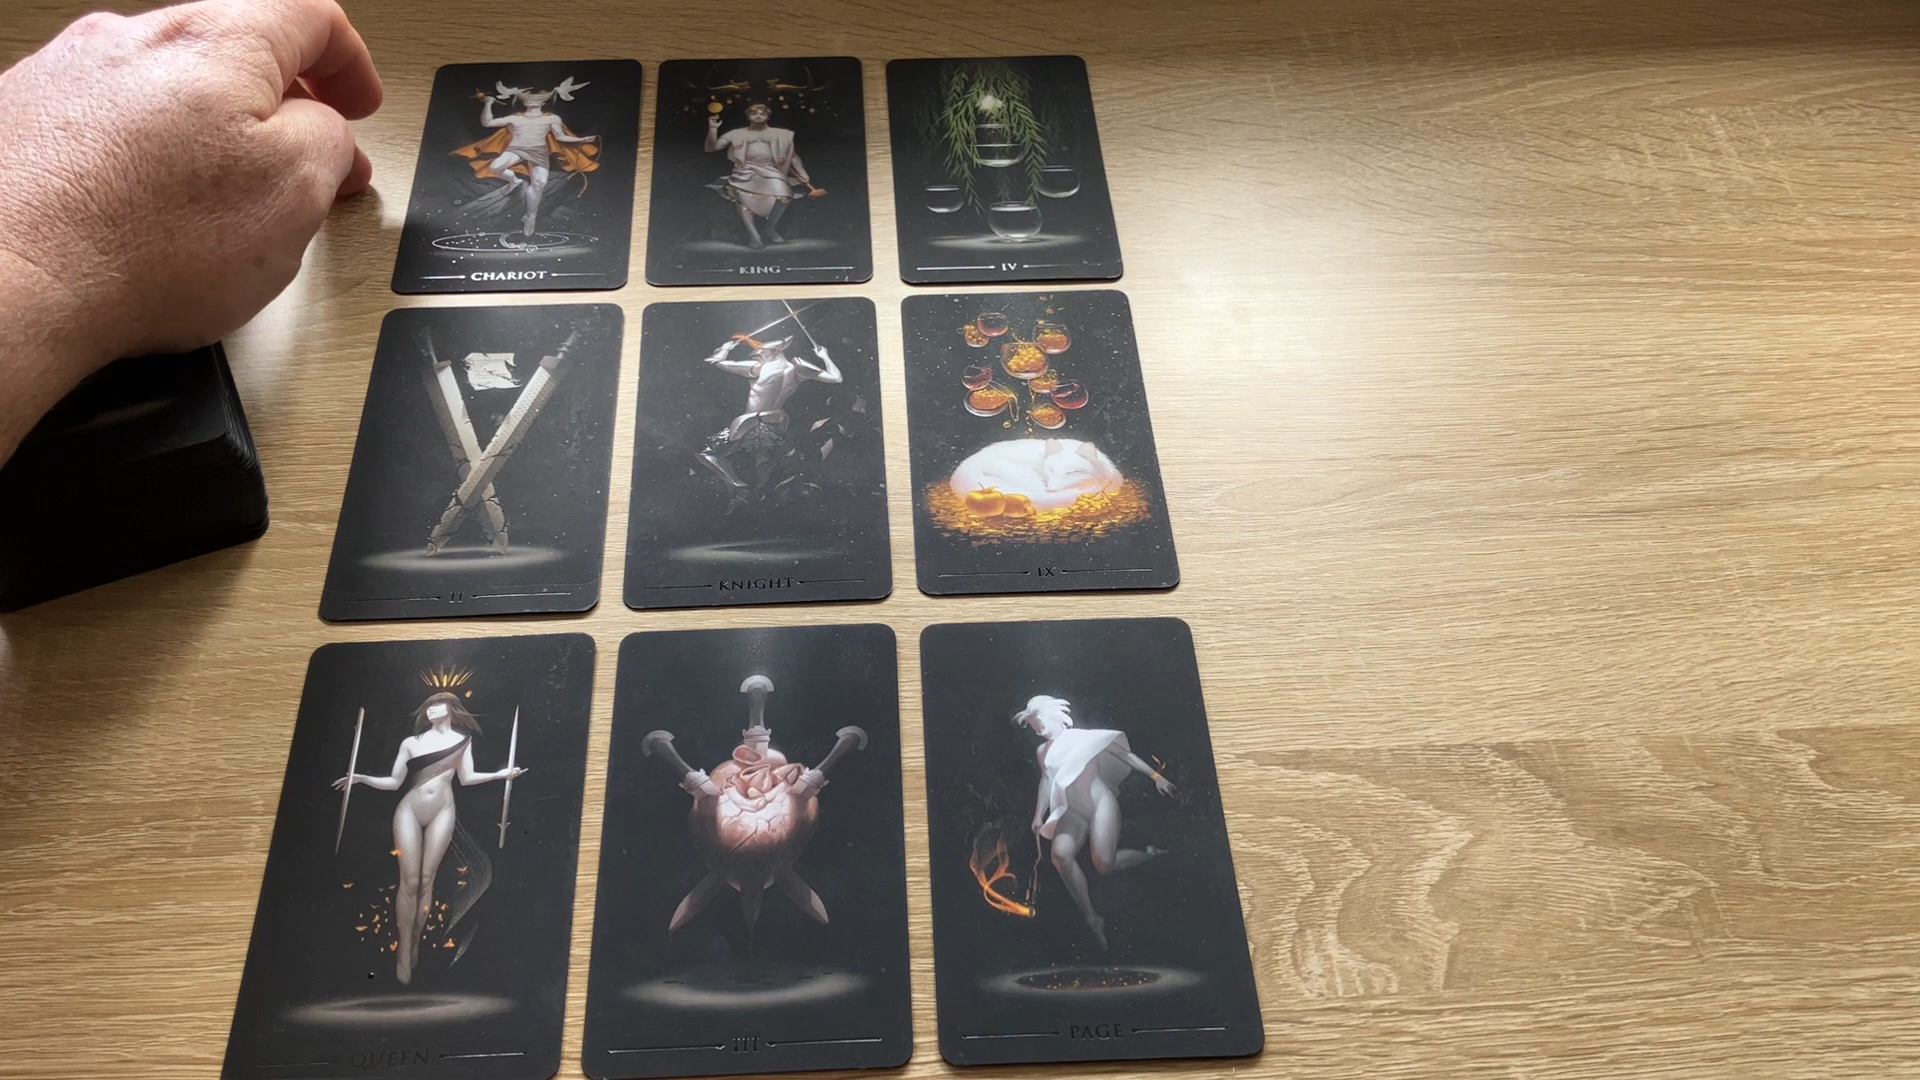 CHARIOT
KING
IV
II
KNIGHT
IX
QUEEN
III
PAGE